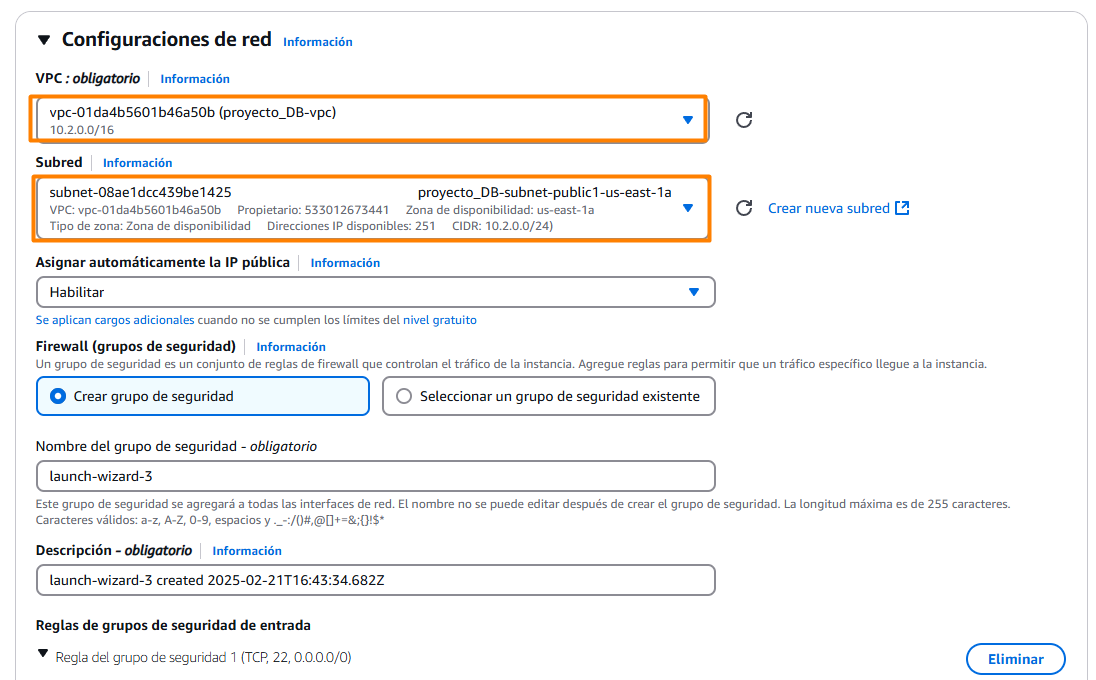 Configuraciones de red Información
VPC : obligatorio Información
vpc-01da4b5601b46a50b (proyecto_DB-vpc)
10.2.0.0/16
Subred Información
subnet-08ae1dcc439be1425 proyecto_DB-subnet-public1-us-east-1a
VPC: vpc-01da4b5601b46a50b Propietario: 533012673441 Zona de disponibilidad: us-east-1a
Tipo de zona: Zona de disponibilidad Direcciones IP disponibles: 251 CIDR: 10.2.0.0/24)
Crear nueva subred
Asignar automáticamente la IP pública Información
Habilitar
Se aplican cargos adicionales cuando no se cumplen los límites del nivel gratuito
Firewall (grupos de seguridad) Información
Un grupo de seguridad es un conjunto de reglas de firewall que controlan el tráfico de la instancia. Agregue reglas para permitir que un tráfico específico llegue a la instancia.
Crear grupo de seguridad Seleccionar un grupo de seguridad existente
Nombre del grupo de seguridad - obligatorio
launch-wizard-3
Este grupo de seguridad se agregará a todas las interfaces de red. El nombre no se puede editar después de crear el grupo de seguridad. La longitud máxima es de 255 caracteres.
Caracteres válidos: a-z, A-Z, 0-9, espacios y ._-:/()#,@[]+=&;{}!$*
Descripción - obligatorio Información
launch-wizard-3 created 2025-02-21T16:43:34.682Z
Reglas de grupos de seguridad de entrada
Regla del grupo de seguridad 1 (TCP, 22, 0.0.0.0/0) Eliminar